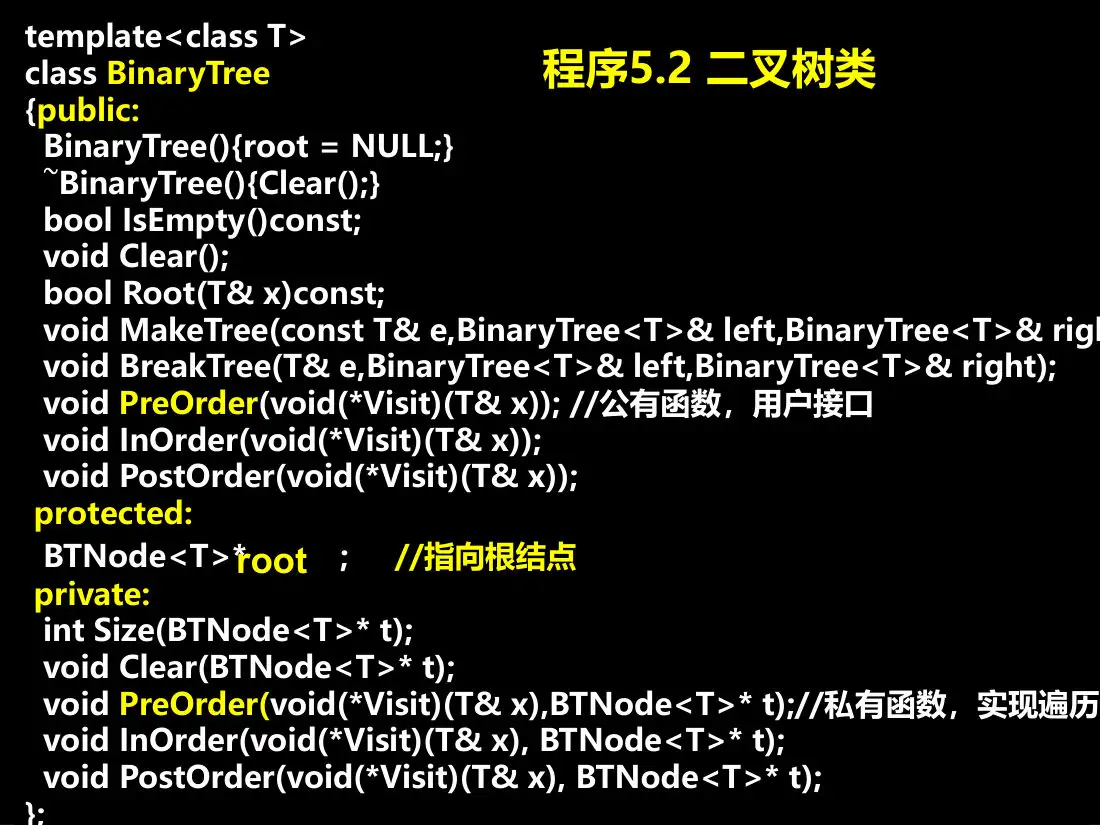 template<class T>
class BinaryTree
程序5.2 二叉树类
{public:
BinaryTree(){root = NULL;}
~BinaryTree(){Clear();}
bool IsEmpty()const;
void Clear();
bool Root(T& x)const;
void MakeTree(const T& e,BinaryTree<T>& left,BinaryTree<T>& righ
void BreakTree(T& e,BinaryTree<T>& left,BinaryTree<T>& right);
void PreOrder(void(*Visit)(T& x)); //公有函数，用户接口
void InOrder(void(*Visit)(T& x));
void PostOrder(void(*Visit)(T& x));
protected:
BTNode<T>*root ; //指向根结点
private:
int Size(BTNode<T>* t);
void Clear(BTNode<T>* t);
void PreOrder(void(*Visit)(T& x),BTNode<T>* t);//私有函数，实现遍历
void InOrder(void(*Visit)(T& x), BTNode<T>* t);
void PostOrder(void(*Visit)(T& x), BTNode<T>* t);
};